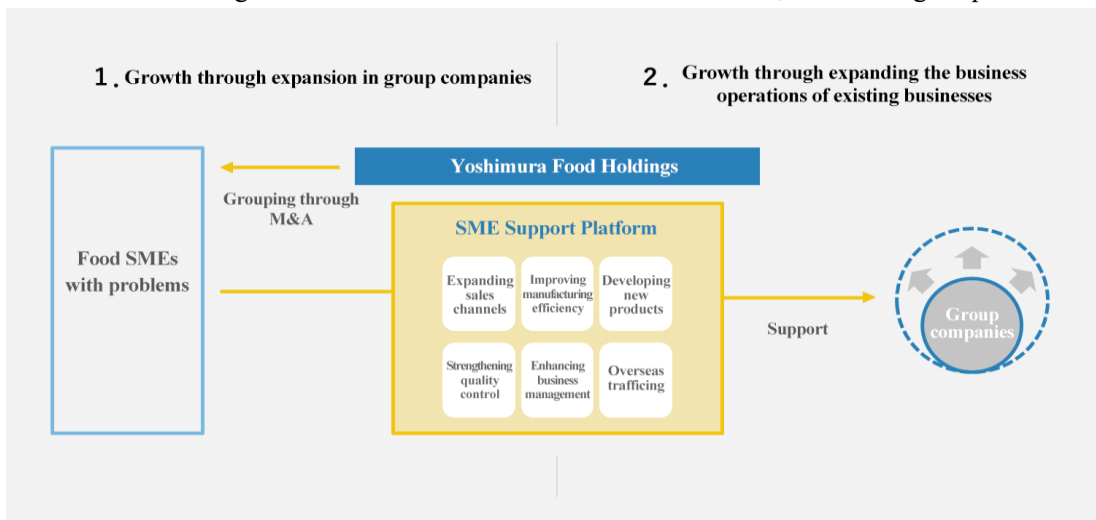 1. Growth through expansion in group companies
2. Growth through expanding the business
operations of existing businesses
Yoshimura Food Holdings
Grouping through
M&A
Food SMEs
with problems
SME Support Platform
Expanding
sales
channels
Improving
manufacturing
efficiency
Developing
new
products
Strengthening
quality
control
Enhancing
business
management
Overseas
trafficing
Support
Group
companies